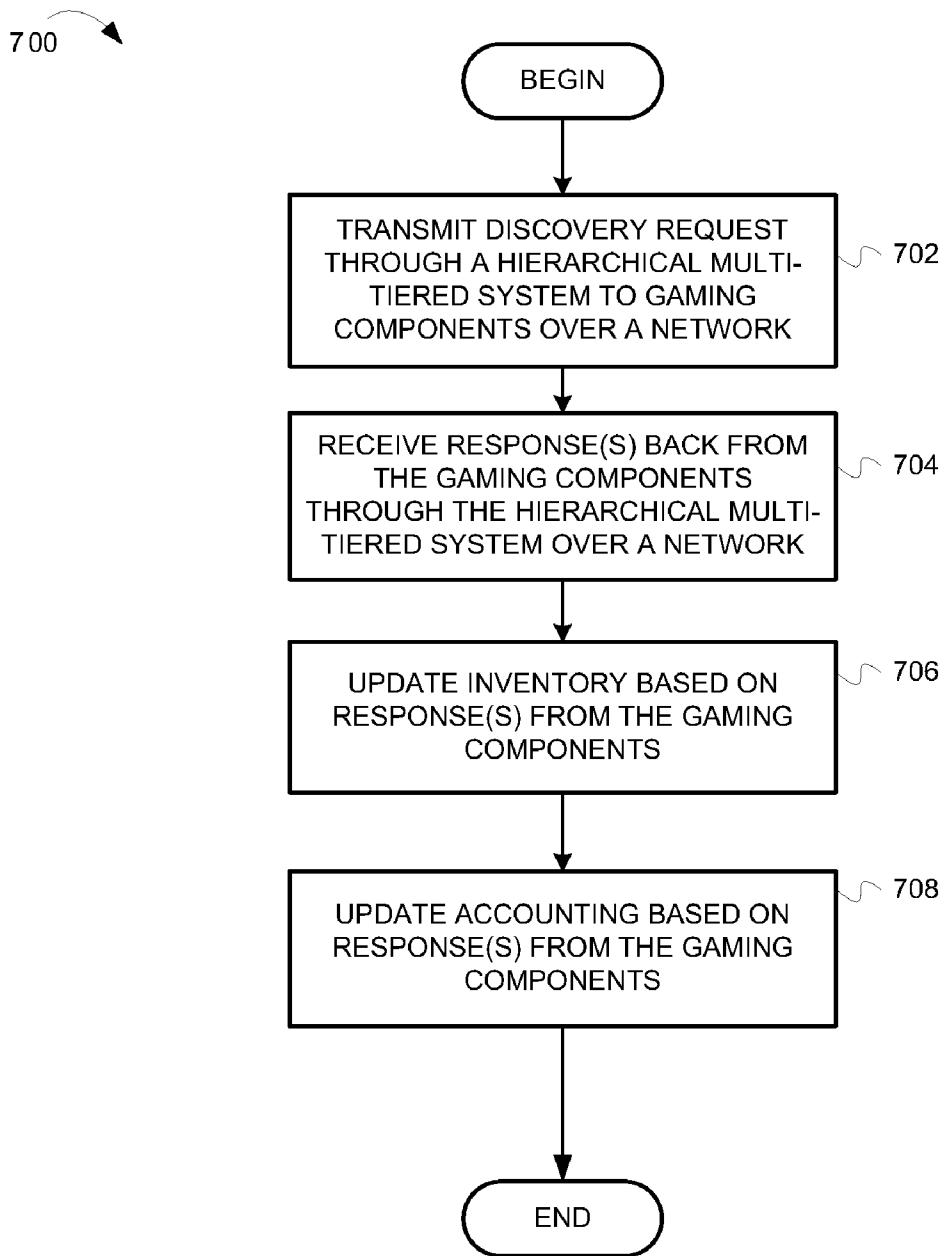 700
BEGIN
TRANSMIT DISCOVERY REQUEST
THROUGH A HIERARCHICAL MULTI-
TIERED SYSTEM TO GAMING
COMPONENTS OVER A NETWORK
702
RECEIVE RESPONSE(S) BACK FROM
THE GAMING COMPONENTS
THROUGH THE HIERARCHICAL MULTI-
TIERED SYSTEM OVER A NETWORK
704
UPDATE INVENTORY BASED ON
RESPONSE(S) FROM THE GAMING
COMPONENTS
706
UPDATE ACCOUNTING BASED ON
RESPONSE(S) FROM THE GAMING
COMPONENTS
708
END